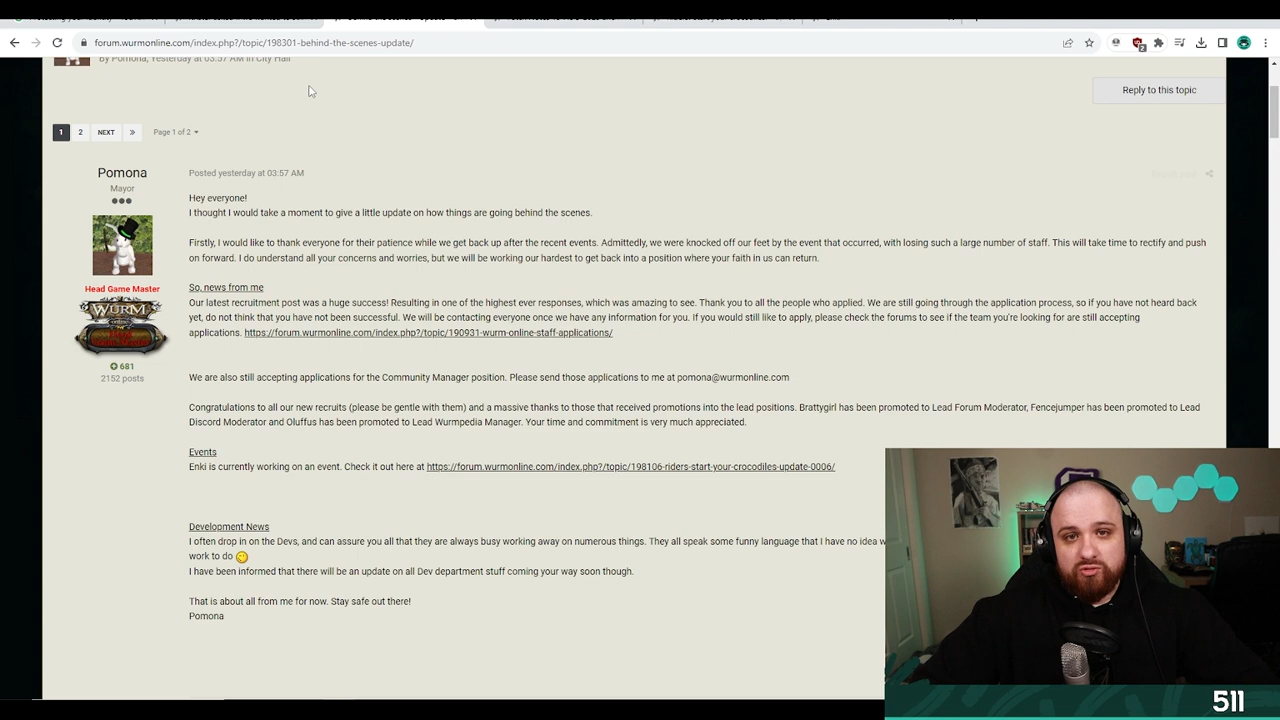 forum.wurmonline.com/index.php?/topic/198301-behind-the-scenes-update/
2
By Pomona, Yesterday at 03:57 AM in City Hall
Reply to this topic
1 2 NEXT » Page 1 of 2
Pomona
Mayor
Head Game Master
WURM
681
2152 posts
Posted yesterday at 03:57 AM
Hey everyone!
I thought I would take a moment to give a little update on how things are going behind the scenes.
Firstly, I would like to thank everyone for their patience while we get back up after the recent events. Admittedly, we were knocked off our feet by the event that occurred, with losing such a large number of staff. This will take time to rectify and push
on forward. I do understand all your concerns and worries, but we will be working our hardest to get back into a position where your faith in us can return.
So, news from me
Our latest recruitment post was a huge success! Resulting in one of the highest ever responses, which was amazing to see. Thank you to all the people who applied. We are still going through the application process, so if you have not heard back
yet, do not think that you have not been successful. We will be contacting everyone once we have any information for you. If you would still like to apply, please check the forums to see if the team you're looking for are still accepting
applications. https://forum.wurmonline.com/index.php?/topic/190931-wurm-online-staff-applications/
We are also still accepting applications for the Community Manager position. Please send those applications to me at pomona@wurmonline.com
Congratulations to all our new recruits (please be gentle with them) and a massive thanks to those that received promotions into the lead positions. Brattygirl has been promoted to Lead Forum Moderator, Fencejumper has been promoted to Lead
Discord Moderator and Oluffus has been promoted to Lead Wurmpedia Manager. Your time and commitment is very much appreciated.
Events
Enki is currently working on an event. Check it out here at https://forum.wurmonline.com/index.php?/topic/198106-riders-start-your-crocodiles-update-0006/
Development News
I often drop in on the Devs, and can assure you all that they are always busy working away on numerous things. They all speak some funny language that I have no idea w
work to do
I have been informed that there will be an update on all Dev department stuff coming your way soon though.
That is about all from me for now. Stay safe out there!
Pomona
511